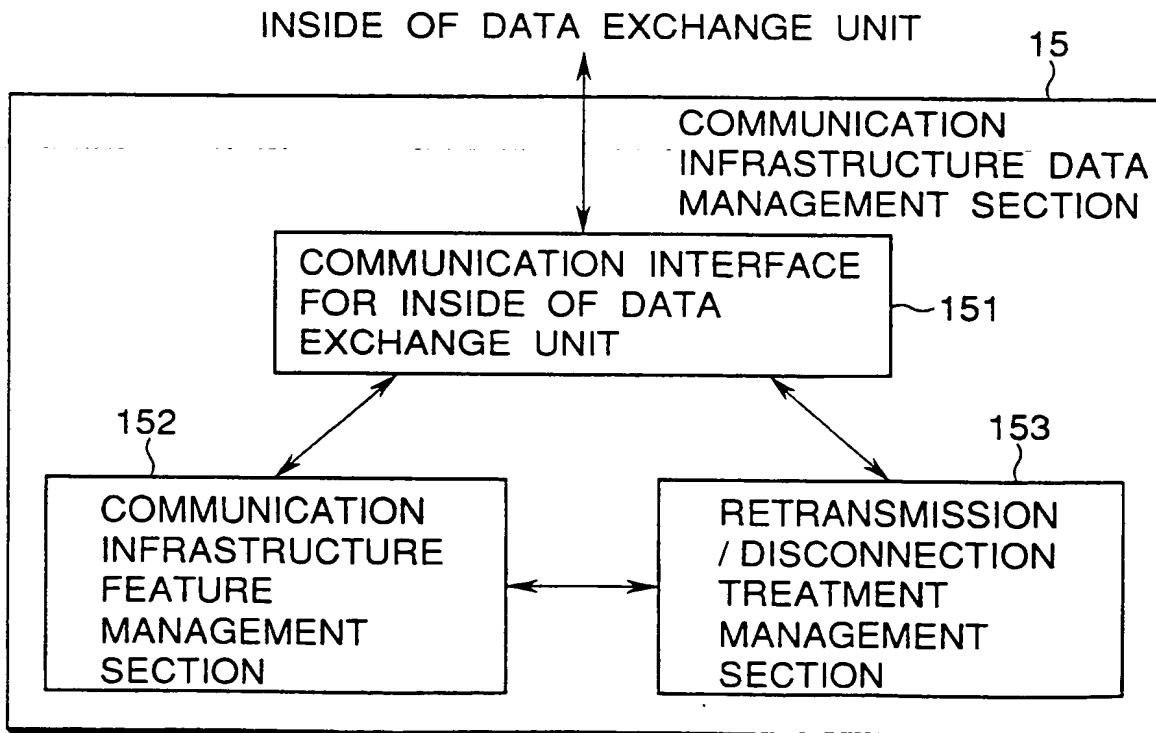 INSIDE OF DATA EXCHANGE UNIT
15
COMMUNICATION
INFRASTRUCTURE DATA
MANAGEMENT SECTION
COMMUNICATION INTERFACE
FOR INSIDE OF DATA
EXCHANGE UNIT
151
152
COMMUNICATION
INFRASTRUCTURE
FEATURE
MANAGEMENT
SECTION
153
RETRANSMISSION
/ DISCONNECTION
TREATMENT
MANAGEMENT
SECTION